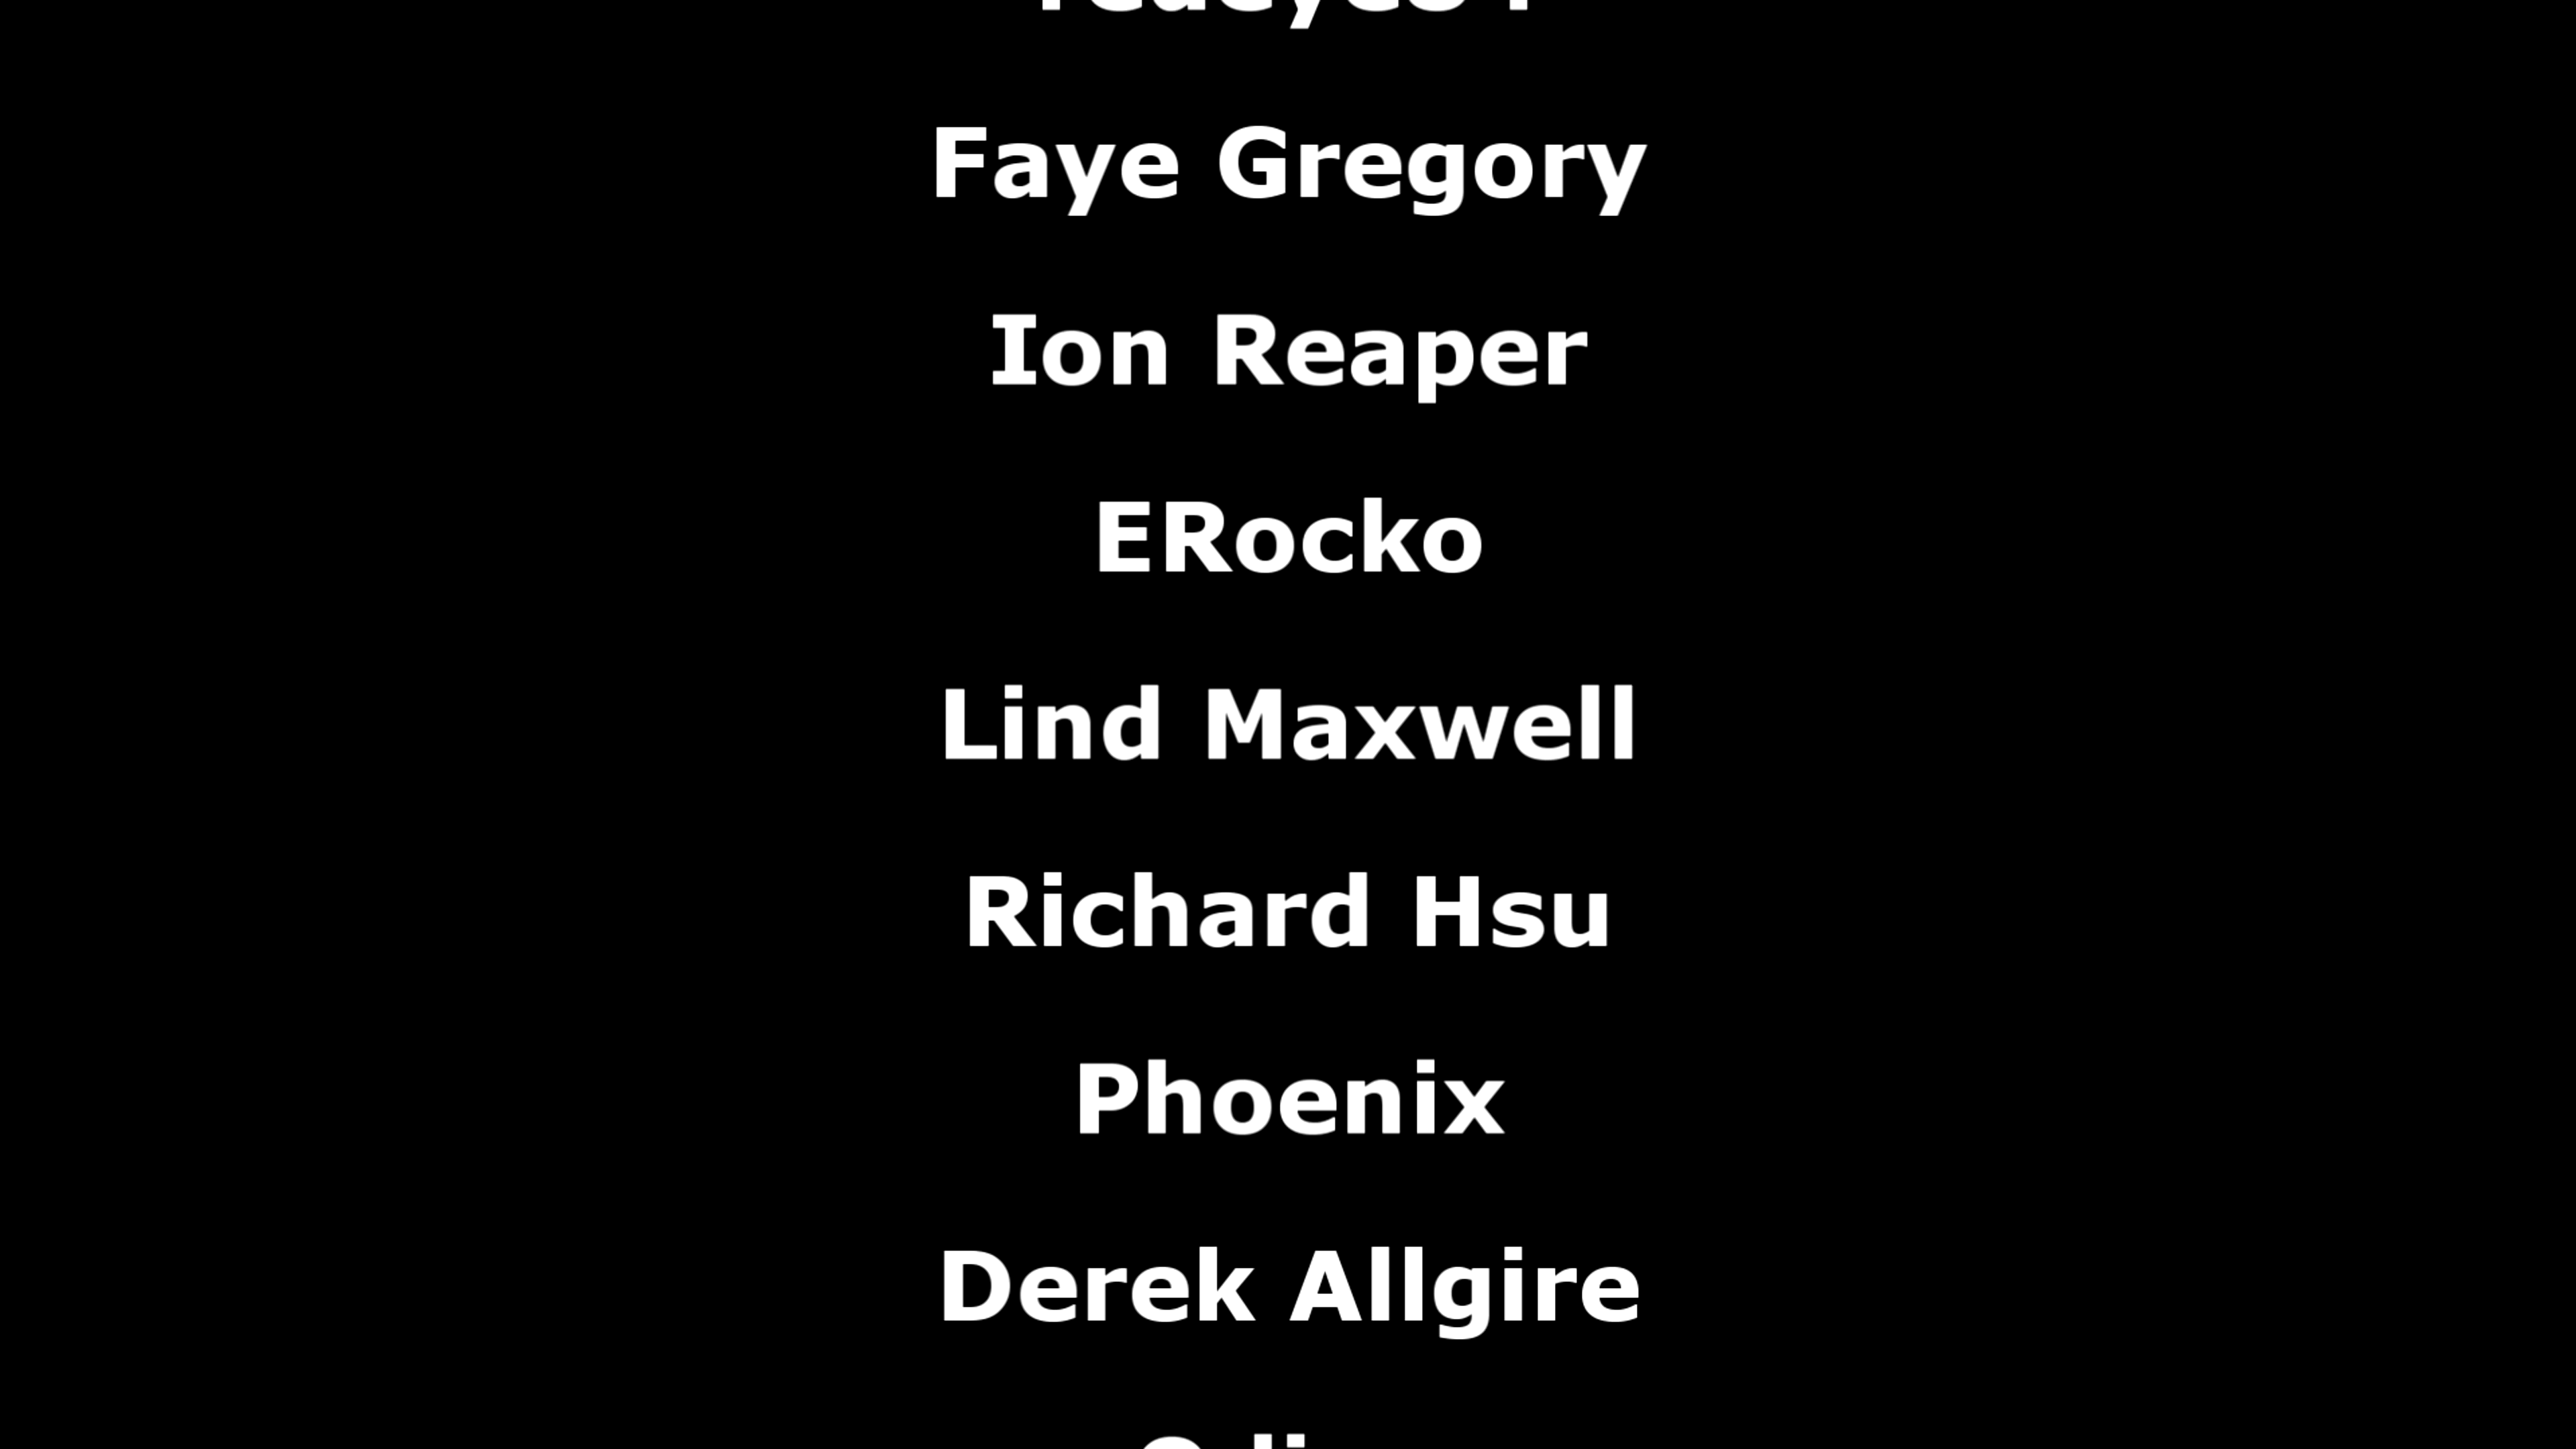 Faye Gregory
Ion Reaper
ERocko
Lind Maxwell
Richard Hsu
Phoenix
Derek Allgire